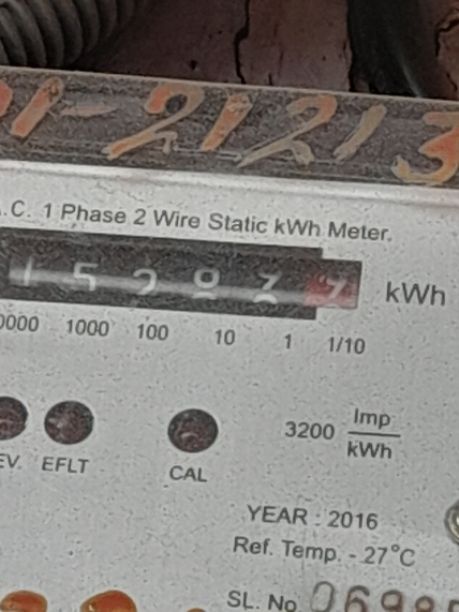 01-21213
.C. 1 Phase 2 Wire Static kWh Meter.
kWh
0000 1000 100 10 1 1/10
3200 Imp
kWh
EV. EFLT CAL
YEAR : 2016
Ref. Temp. - 27°C
SL. No